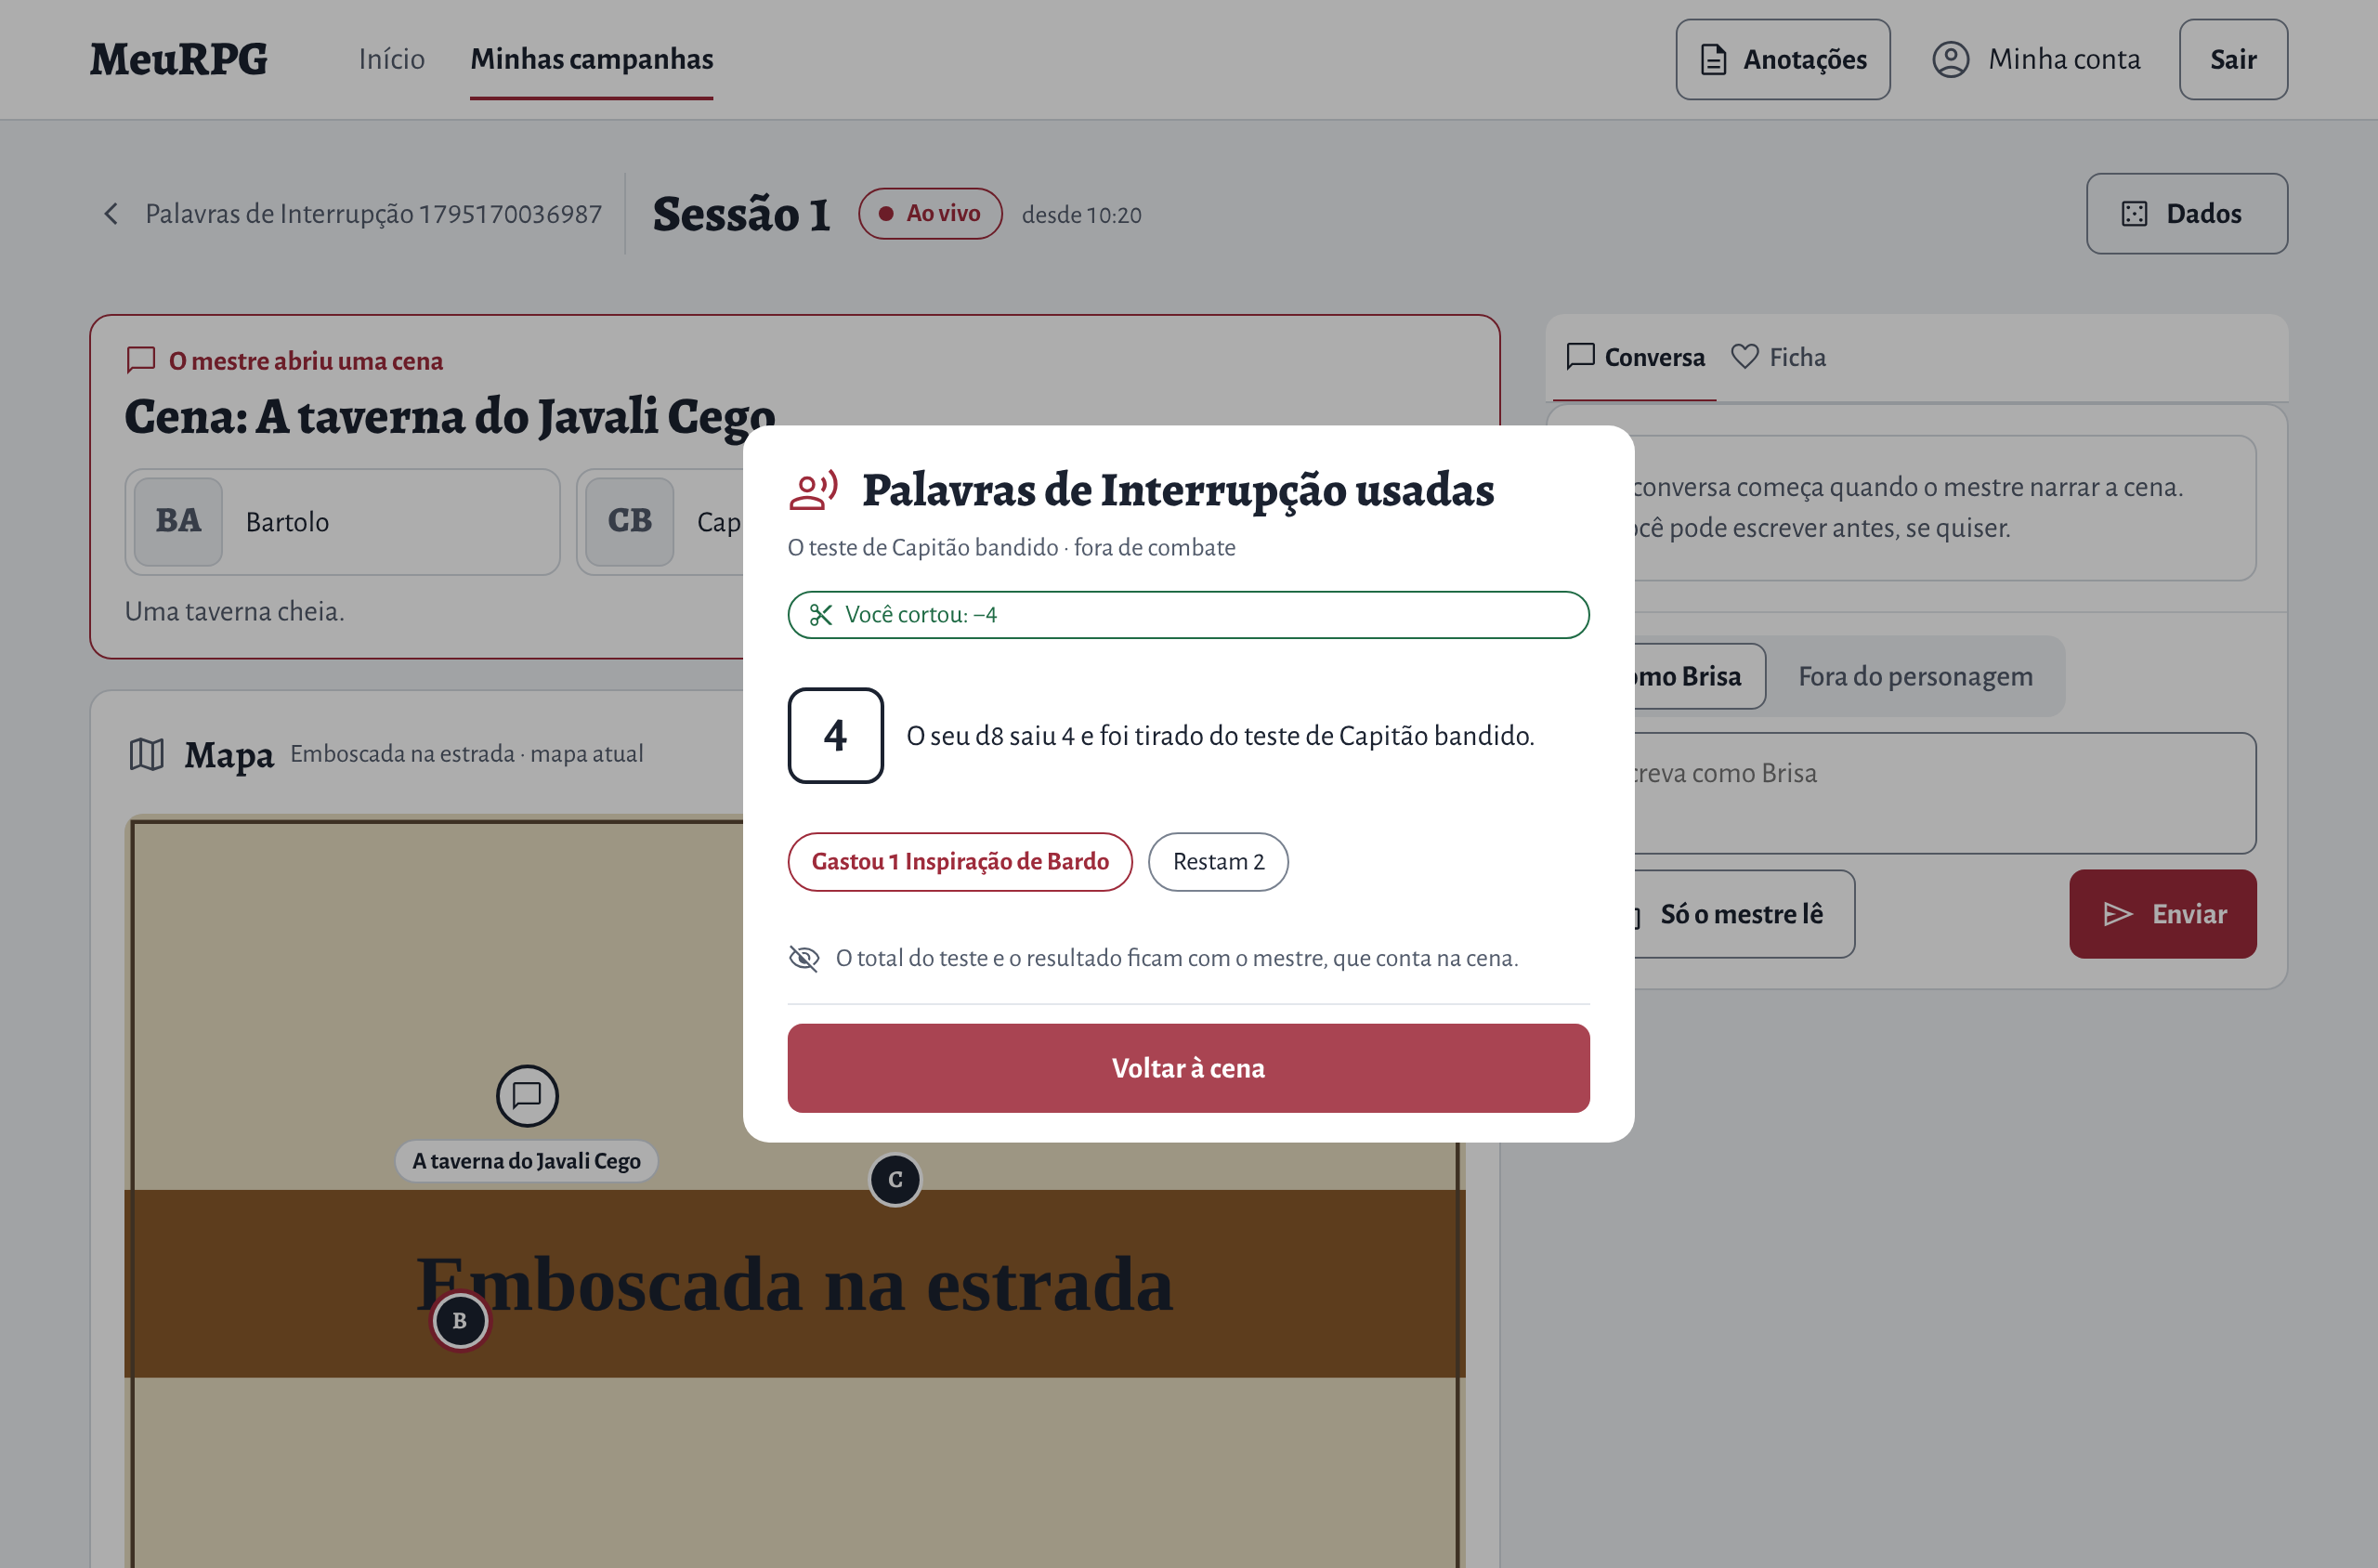 MeuRPG
Início
Minhas campanhas
Anotações
Minha conta
Sair
Palavras de Interrupção 1795170036987
Sessão 1
Ao vivo
desde 10:20
Dados
O mestre abriu uma cena
Cena: A taverna do Javali Cego
BA
Bartolo
CB
Cap
Uma taverna cheia.
Mapa
Emboscada na estrada · mapa atual
A taverna do Javali Cego
C
Emboscada na estrada
B
Palavras de Interrupção usadas
O teste de Capitão bandido · fora de combate
Você cortou: −4
4
O seu d8 saiu 4 e foi tirado do teste de Capitão bandido.
Gastou 1 Inspiração de Bardo
Restam 2
O total do teste e o resultado ficam com o mestre, que conta na cena.
Voltar à cena
Conversa
Ficha
conversa começa quando o mestre narrar a cena.
ocê pode escrever antes, se quiser.
omo Brisa
Fora do personagem
creva como Brisa
Só o mestre lê
Enviar